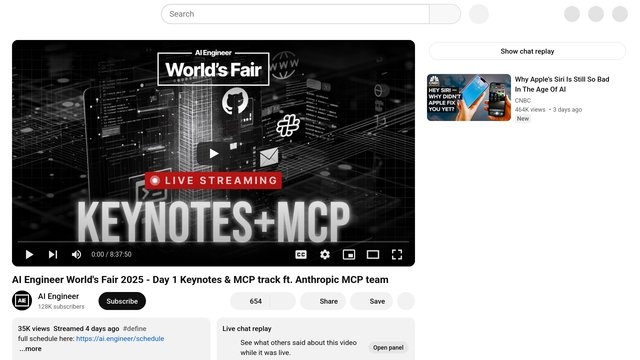 Search
AI Engineer
World's Fair
WWW
LIVE STREAMING
KEYNOTES+MCP
0:00 / 8:37:50
CC
AI Engineer World's Fair 2025 - Day 1 Keynotes & MCP track ft. Anthropic MCP team
AIE
AI Engineer
128K subscribers
Subscribe
654
Share
Save
35K views Streamed 4 days ago #define
full schedule here: https://ai.engineer/schedule
...more
Live chat replay
See what others said about this video
while it was live.
Open panel
Show chat replay
HEY SIRI —
WHY DIDN'T
APPLE FIX
YOU YET?
Why Apple's Siri Is Still So Bad
In The Age Of AI
CNBC
464K views • 3 days ago
New